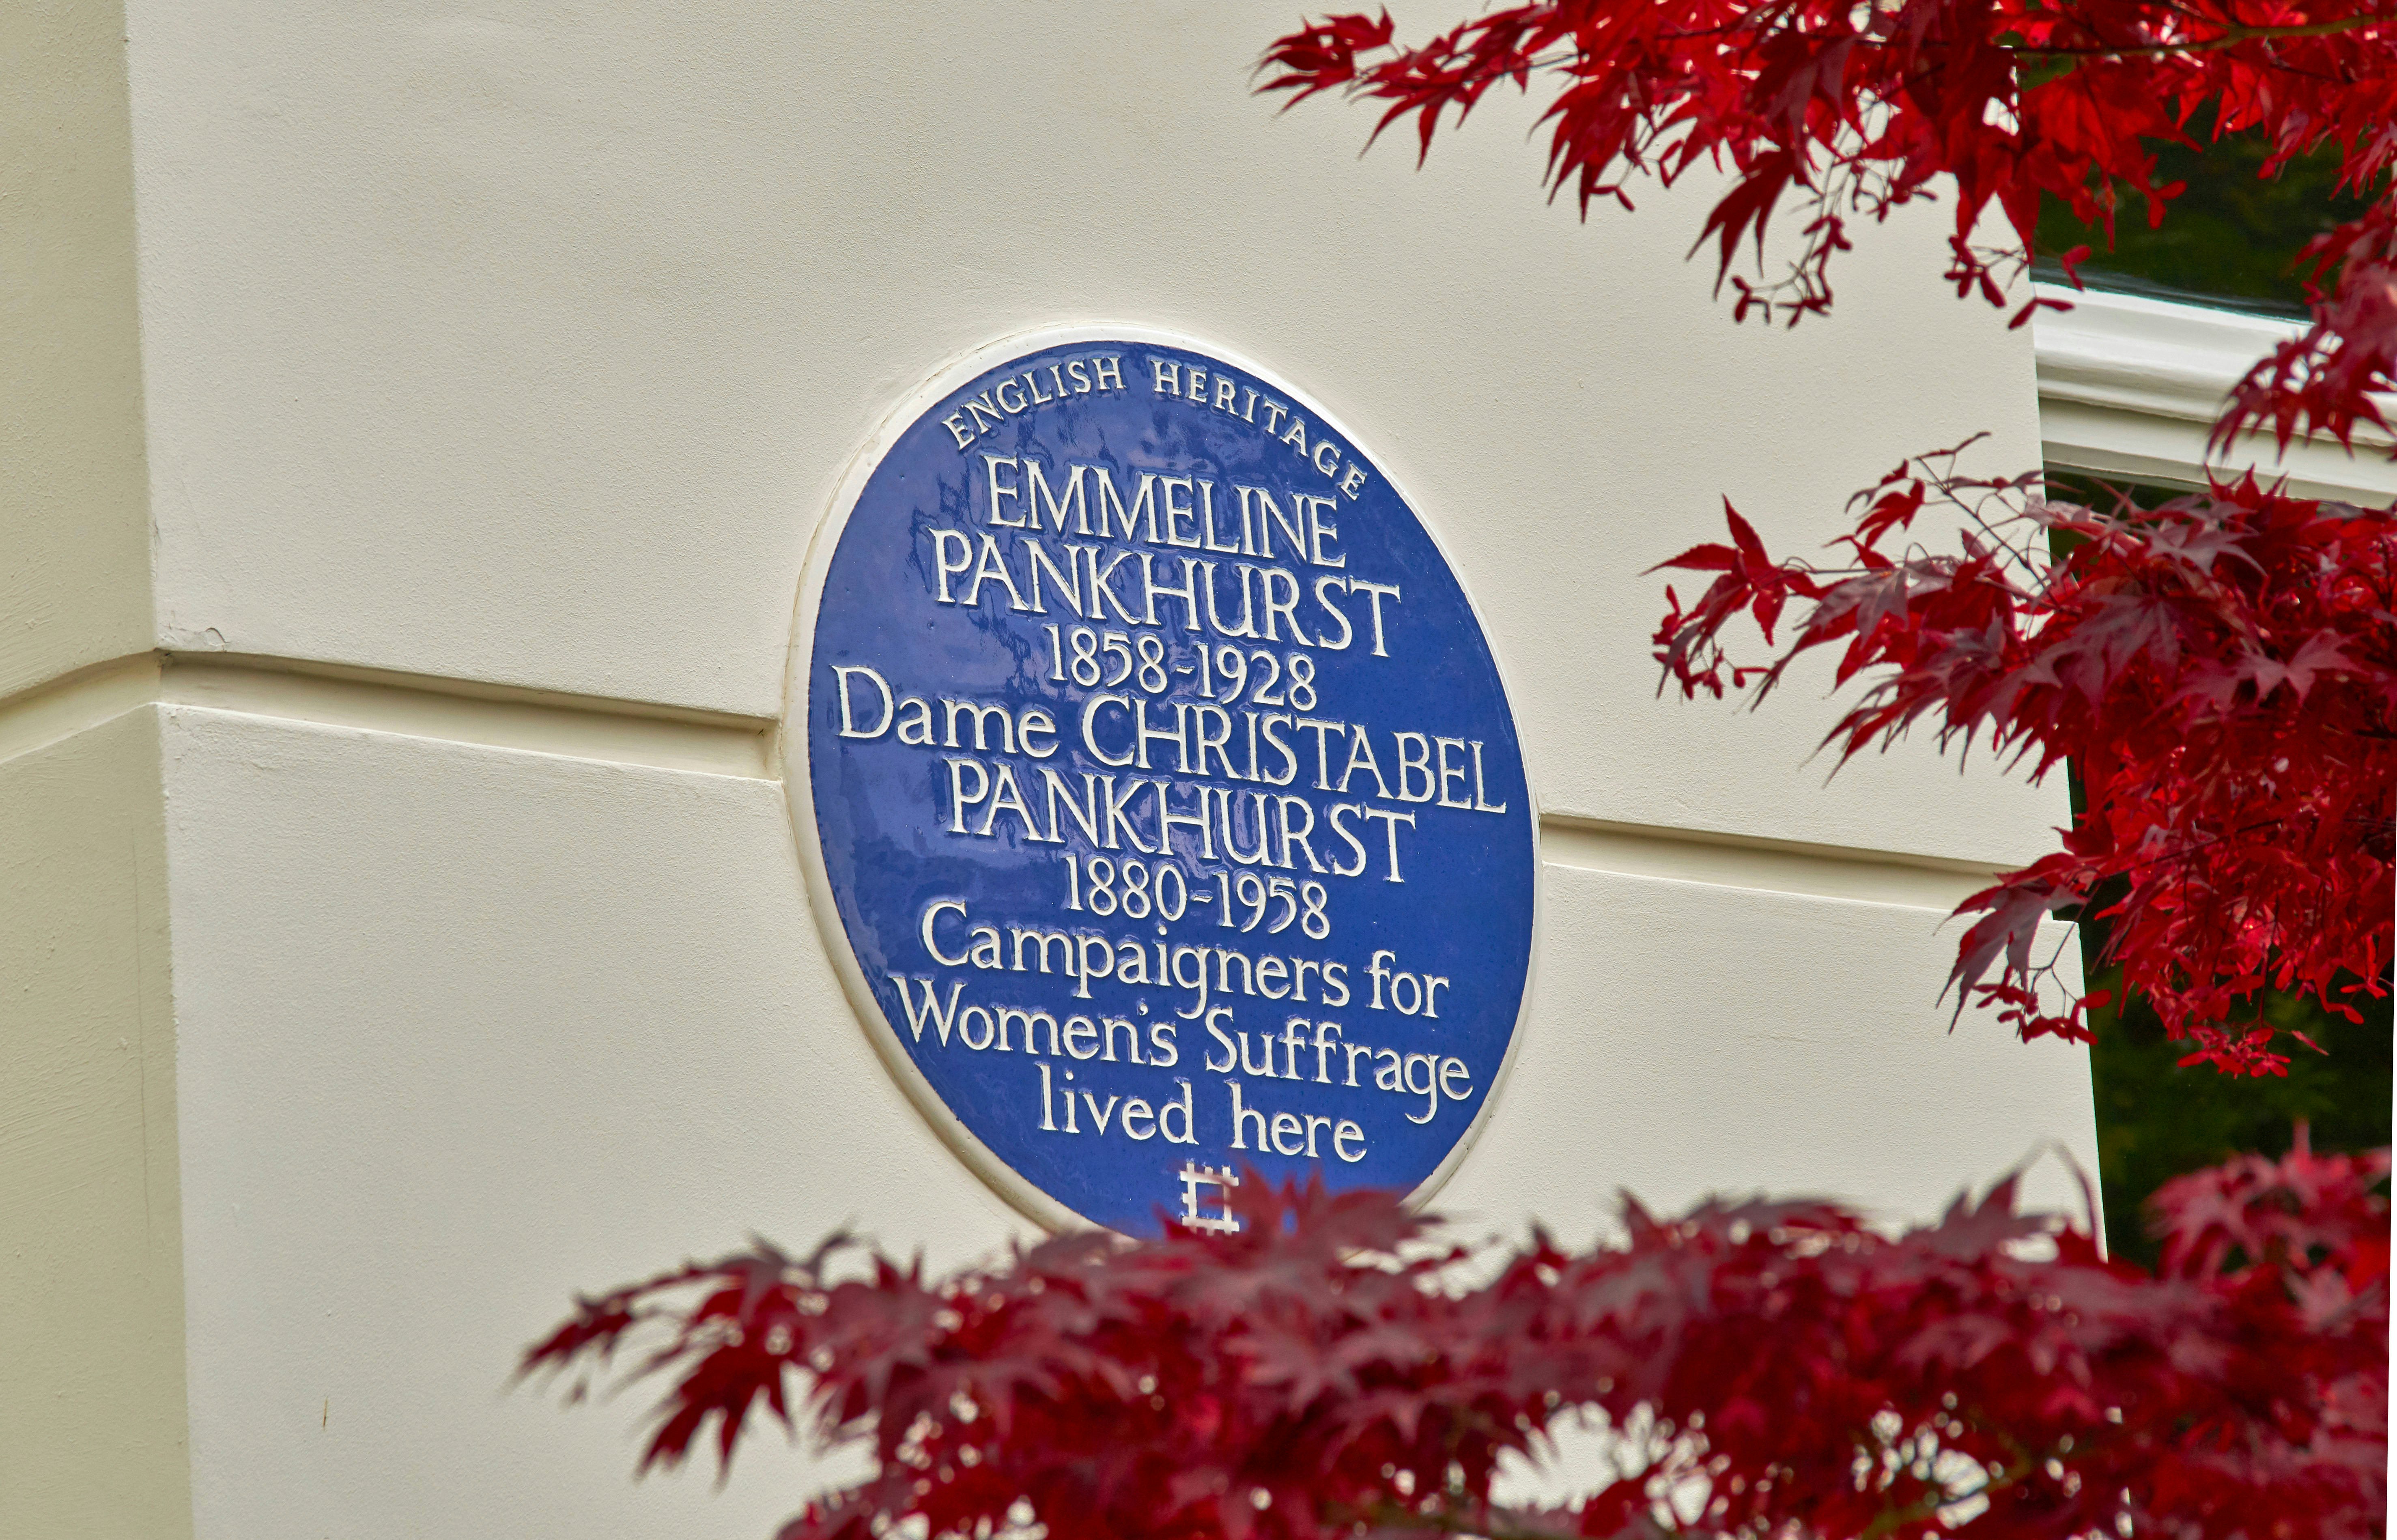 ENGLISH HERITAGE
EMMELINE
PANKHURST
1858-1928
Dame CHRISTABEL
PANKHURST
1880-1958
Campaigners for
Women's Suffrage
lived here